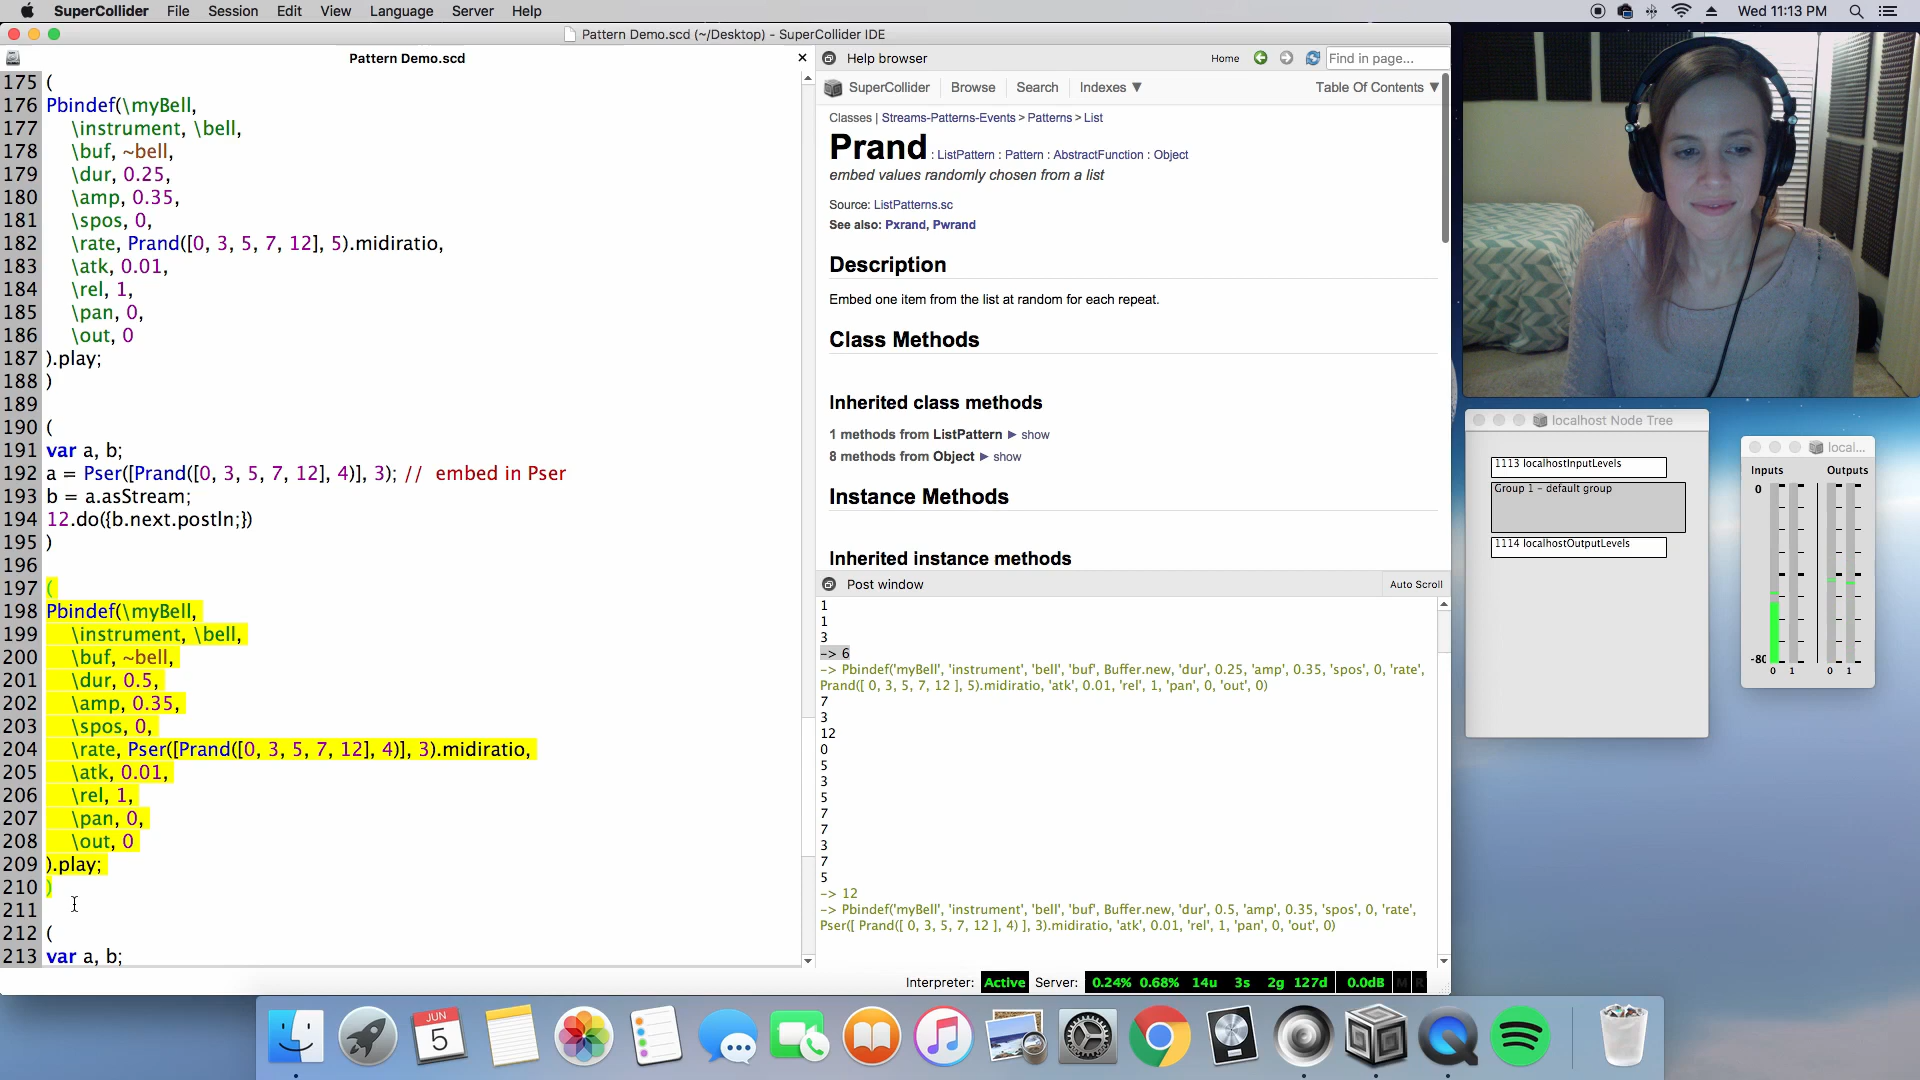 SuperCollider File Session Edit View Language Server Help
Wed 11:13 PM
Pattern Demo.scd (~/Desktop) - SuperCollider IDE
Pattern Demo.scd
175 (
176 Pbindef(\myBell,
177 \instrument, \bell,
178 \buf, ~bell,
179 \dur, 0.25,
180 \amp, 0.35,
181 \spos, 0,
182 \rate, Prand([0, 3, 5, 7, 12], 5).midiratio,
183 \atk, 0.01,
184 \rel, 1,
185 \pan, 0,
186 \out, 0
187 ).play;
188 )
189
190 (
191 var a, b;
192 a = Pser([Prand([0, 3, 5, 7, 12], 4)], 3); // embed in Pser
193 b = a.asStream;
194 12.do({b.next.postln;})
195 )
196
197 (
198 Pbindef(\myBell,
199 \instrument, \bell,
200 \buf, ~bell,
201 \dur, 0.5,
202 \amp, 0.35,
203 \spos, 0,
204 \rate, Pser([Prand([0, 3, 5, 7, 12], 4)], 3).midiratio,
205 \atk, 0.01,
206 \rel, 1,
207 \pan, 0,
208 \out, 0
209 ).play;
210 )
211
212 (
213 var a, b;
Help browser
Home
Find in page...
SuperCollider Browse Search Indexes ▼ Table Of Contents ▼
Classes | Streams-Patterns-Events > Patterns > List
Prand : ListPattern : Pattern : AbstractFunction : Object
embed values randomly chosen from a list
Source: ListPatterns.sc
See also: Pxrand, Pwrand
Description
Embed one item from the list at random for each repeat.
Class Methods
Inherited class methods
1 methods from ListPattern ► show
8 methods from Object ► show
Instance Methods
Inherited instance methods
Post window
Auto Scroll
1
1
3
-> 6
-> Pbindef('myBell', 'instrument', 'bell', 'buf', Buffer.new, 'dur', 0.25, 'amp', 0.35, 'spos', 0, 'rate',
Prand([ 0, 3, 5, 7, 12 ], 5).midiratio, 'atk', 0.01, 'rel', 1, 'pan', 0, 'out', 0)
7
3
12
0
5
3
5
7
7
3
7
5
-> 12
-> Pbindef('myBell', 'instrument', 'bell', 'buf', Buffer.new, 'dur', 0.5, 'amp', 0.35, 'spos', 0, 'rate',
Pser([ Prand([ 0, 3, 5, 7, 12 ], 4) ], 3).midiratio, 'atk', 0.01, 'rel', 1, 'pan', 0, 'out', 0)
Interpreter: Active Server: 0.24% 0.68% 14u 3s 2g 127d 0.0dB M R
localhost Node Tree
1113 localhostInputLevels
Group 1 - default group
1114 localhostOutputLevels
local...
Inputs Outputs
0
-80
0 1 0 1
JUN
5